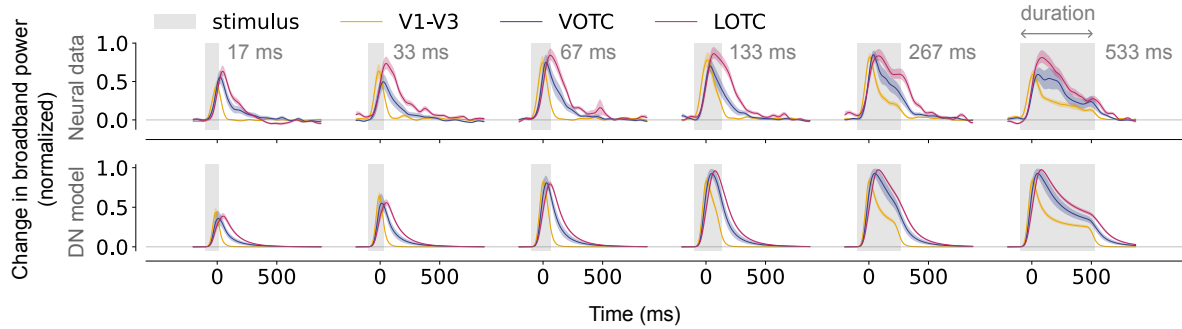 stimulus V1-V3 VOTC LOTC
duration
17 ms 33 ms 67 ms 133 ms 267 ms 533 ms
Change in broadband power
(normalized)
Neural data
1.0
0.5
0.0
DN model
1.0
0.5
0.0
0 500 0 500 0 500 0 500 0 500 0 500
Time (ms)